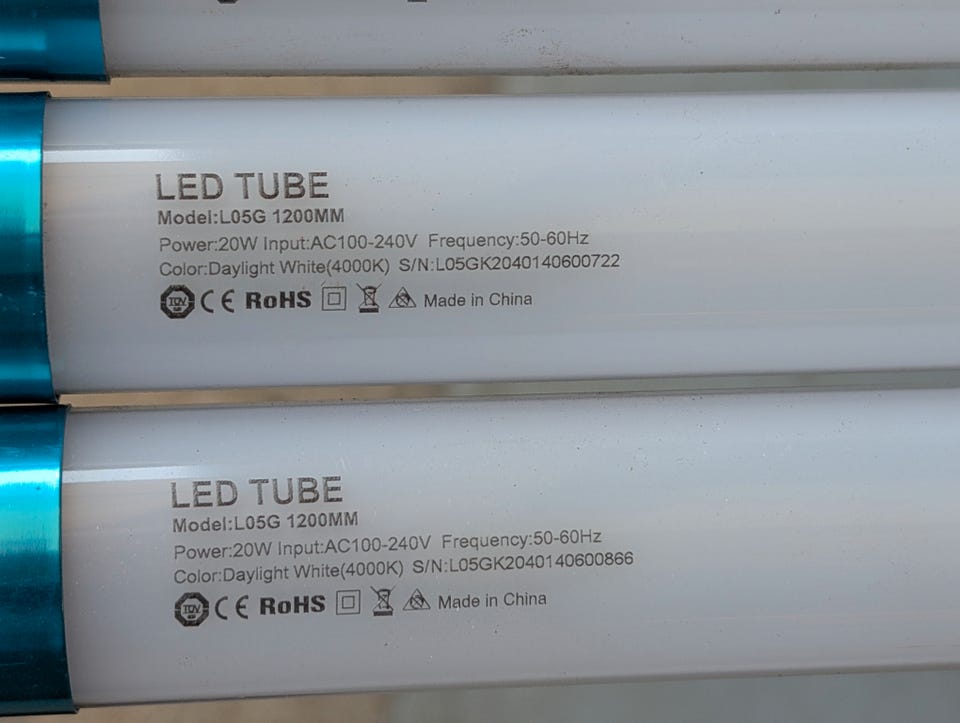 LED TUBE
Model:L05G 1200MM
Power:20W Input:AC100-240V Frequency:50-60Hz
Color:Daylight White(4000K) S/N:L05GK2040140600722
TÜV CE RoHS Made in China
LED TUBE
Model:L05G 1200MM
Power:20W Input:AC100-240V Frequency:50-60Hz
Color:Daylight White(4000K) S/N:L05GK2040140600866
TÜV CE RoHS Made in China